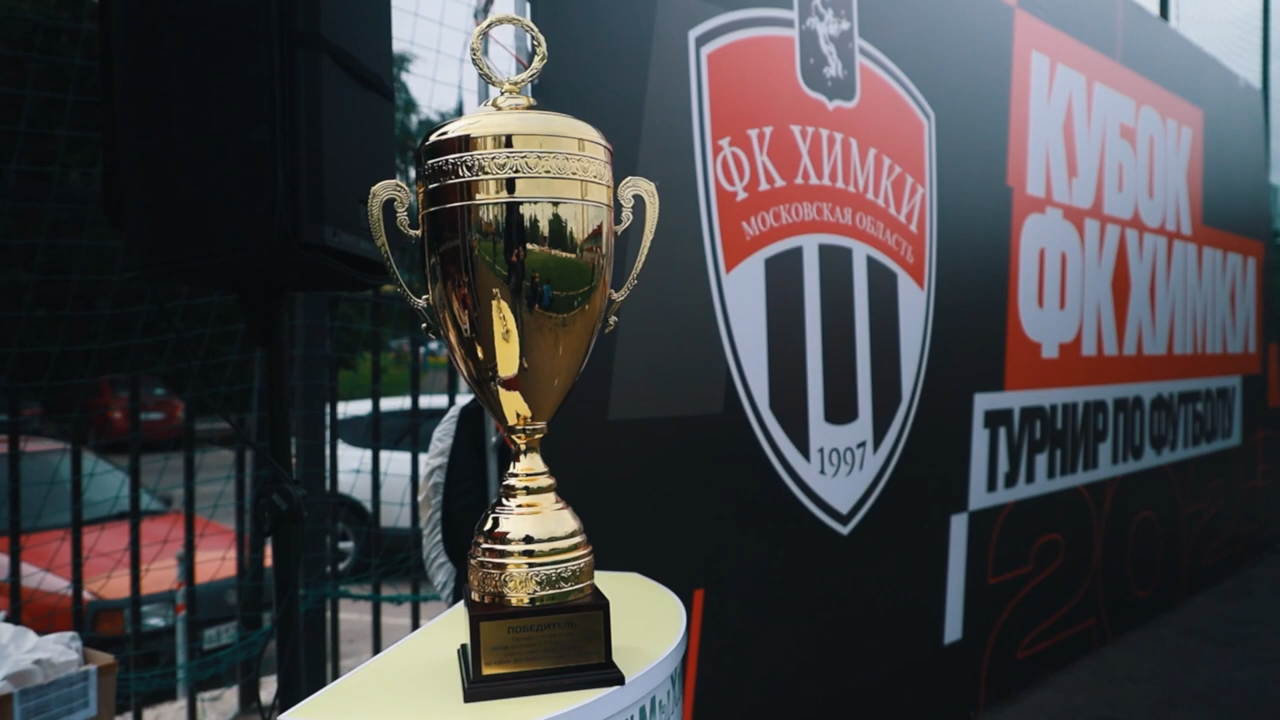 ФК ХИМКИ
МОСКОВСКАЯ ОБЛАСТЬ
1997
КУБОК
ФК ХИМКИ
ТУРНИР ПО ФУТБОЛУ
ПОБЕДИТЕЛЬ